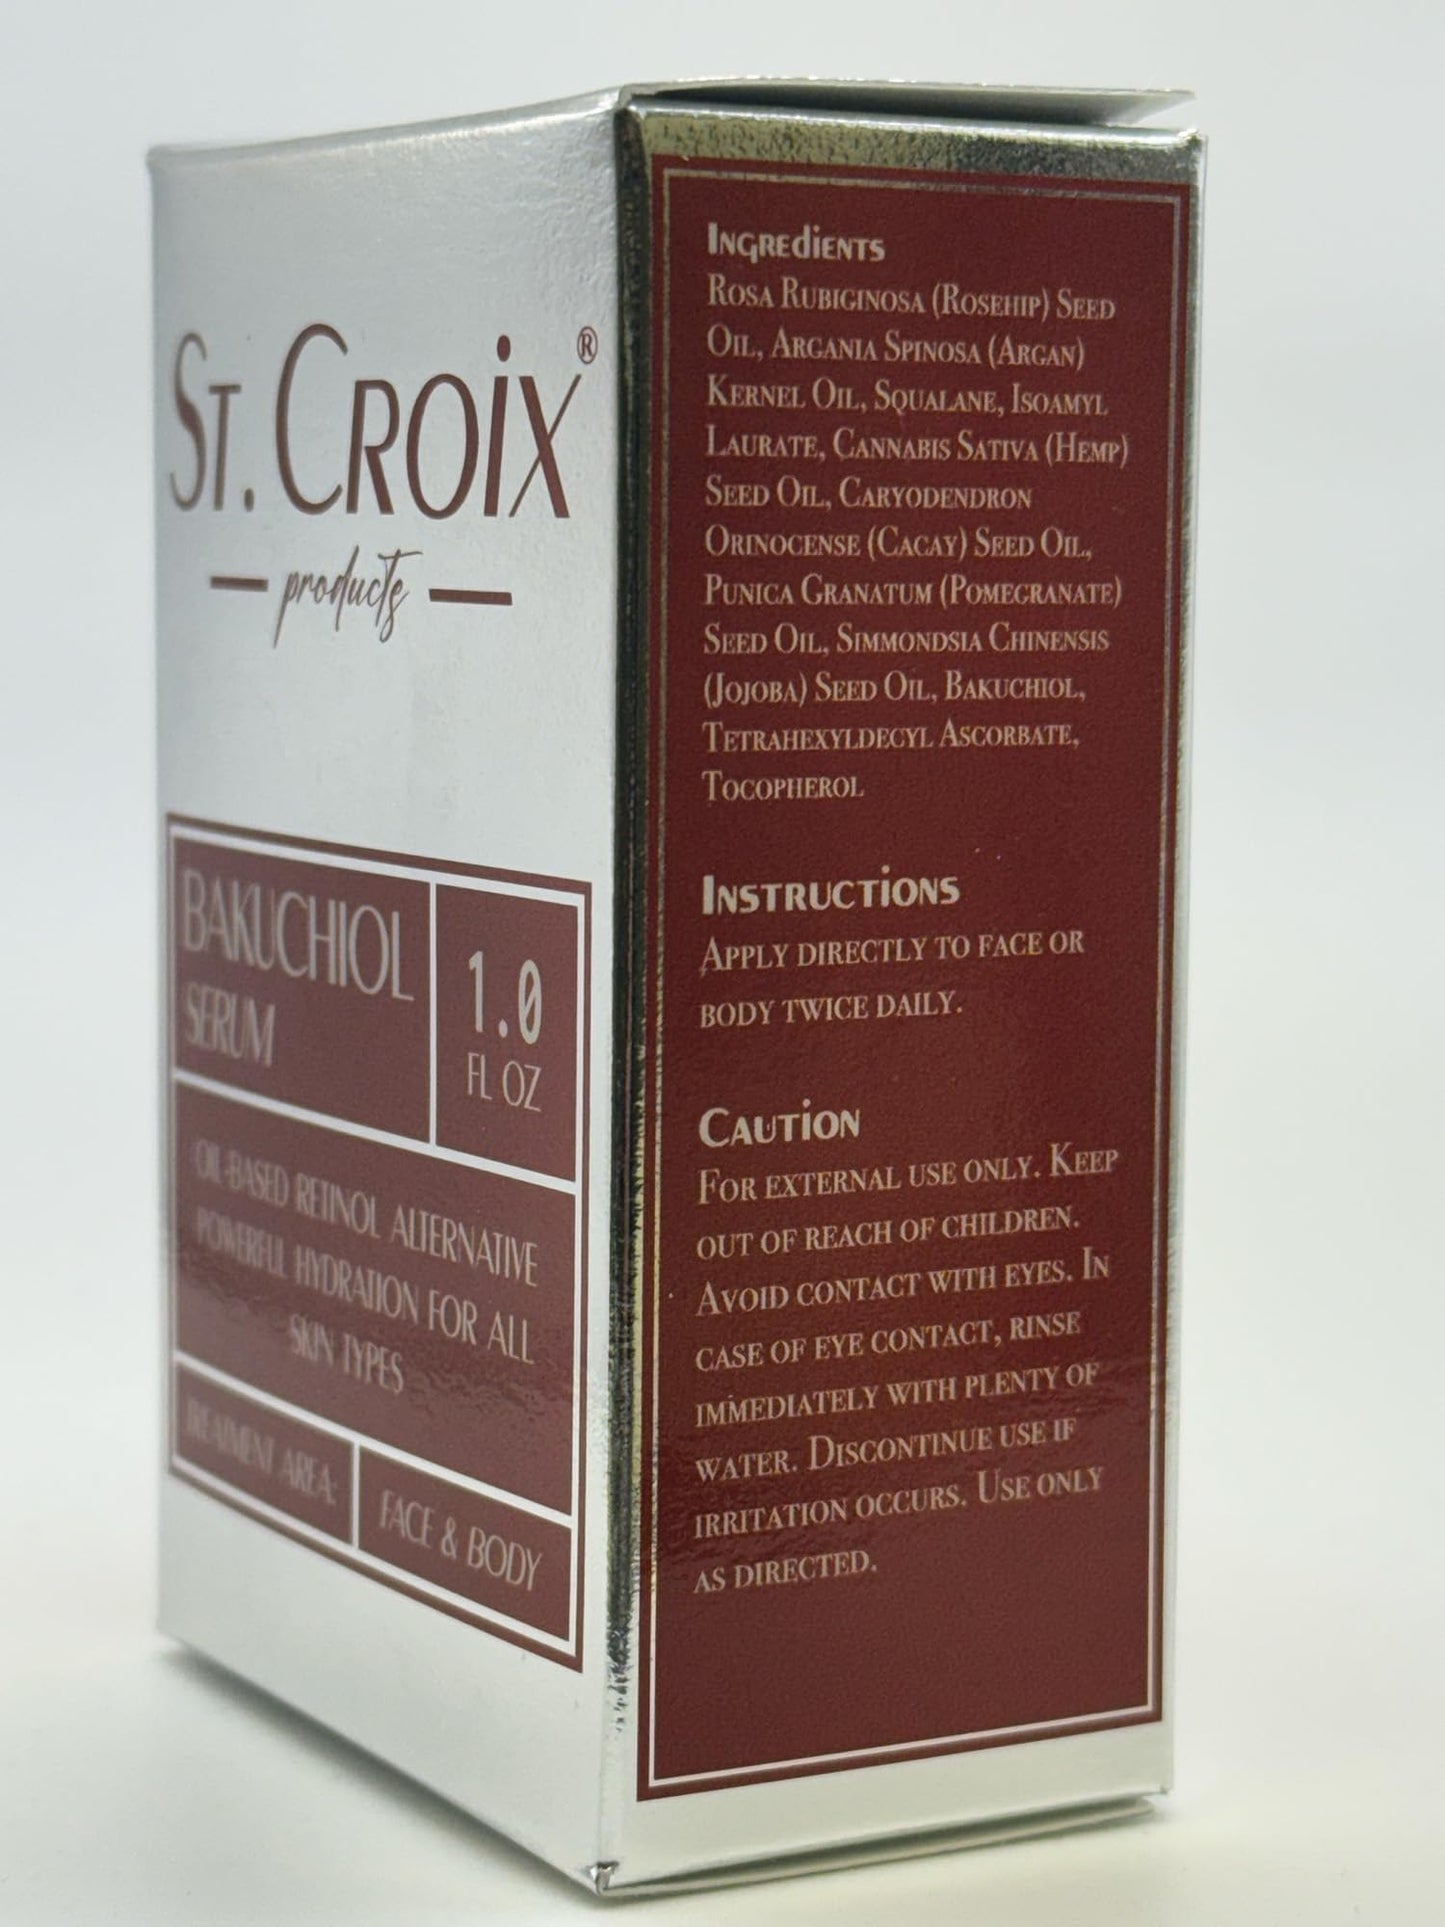 St. Croix®
products
BAKUCHIOL
SERUM
1.0
FL OZ
OIL-BASED RETINOL ALTERNATIVE
POWERFUL HYDRATION FOR ALL
SKIN TYPES
TREATMENT AREA:
FACE & BODY
Ingredients
Rosa Rubiginosa (Rosehip) Seed
Oil, Argania Spinosa (Argan)
Kernel Oil, Squalane, Isoamyl
Laurate, Cannabis Sativa (Hemp)
Seed Oil, Caryodendron
Orinocense (Cacay) Seed Oil,
Punica Granatum (Pomegranate)
Seed Oil, Simmondsia Chinensis
(Jojoba) Seed Oil, Bakuchiol,
Tetrahexyldecyl Ascorbate,
Tocopherol
Instructions
Apply directly to face or
body twice daily.
Caution
For external use only. Keep
out of reach of children.
Avoid contact with eyes. In
case of eye contact, rinse
immediately with plenty of
water. Discontinue use if
irritation occurs. Use only
as directed.